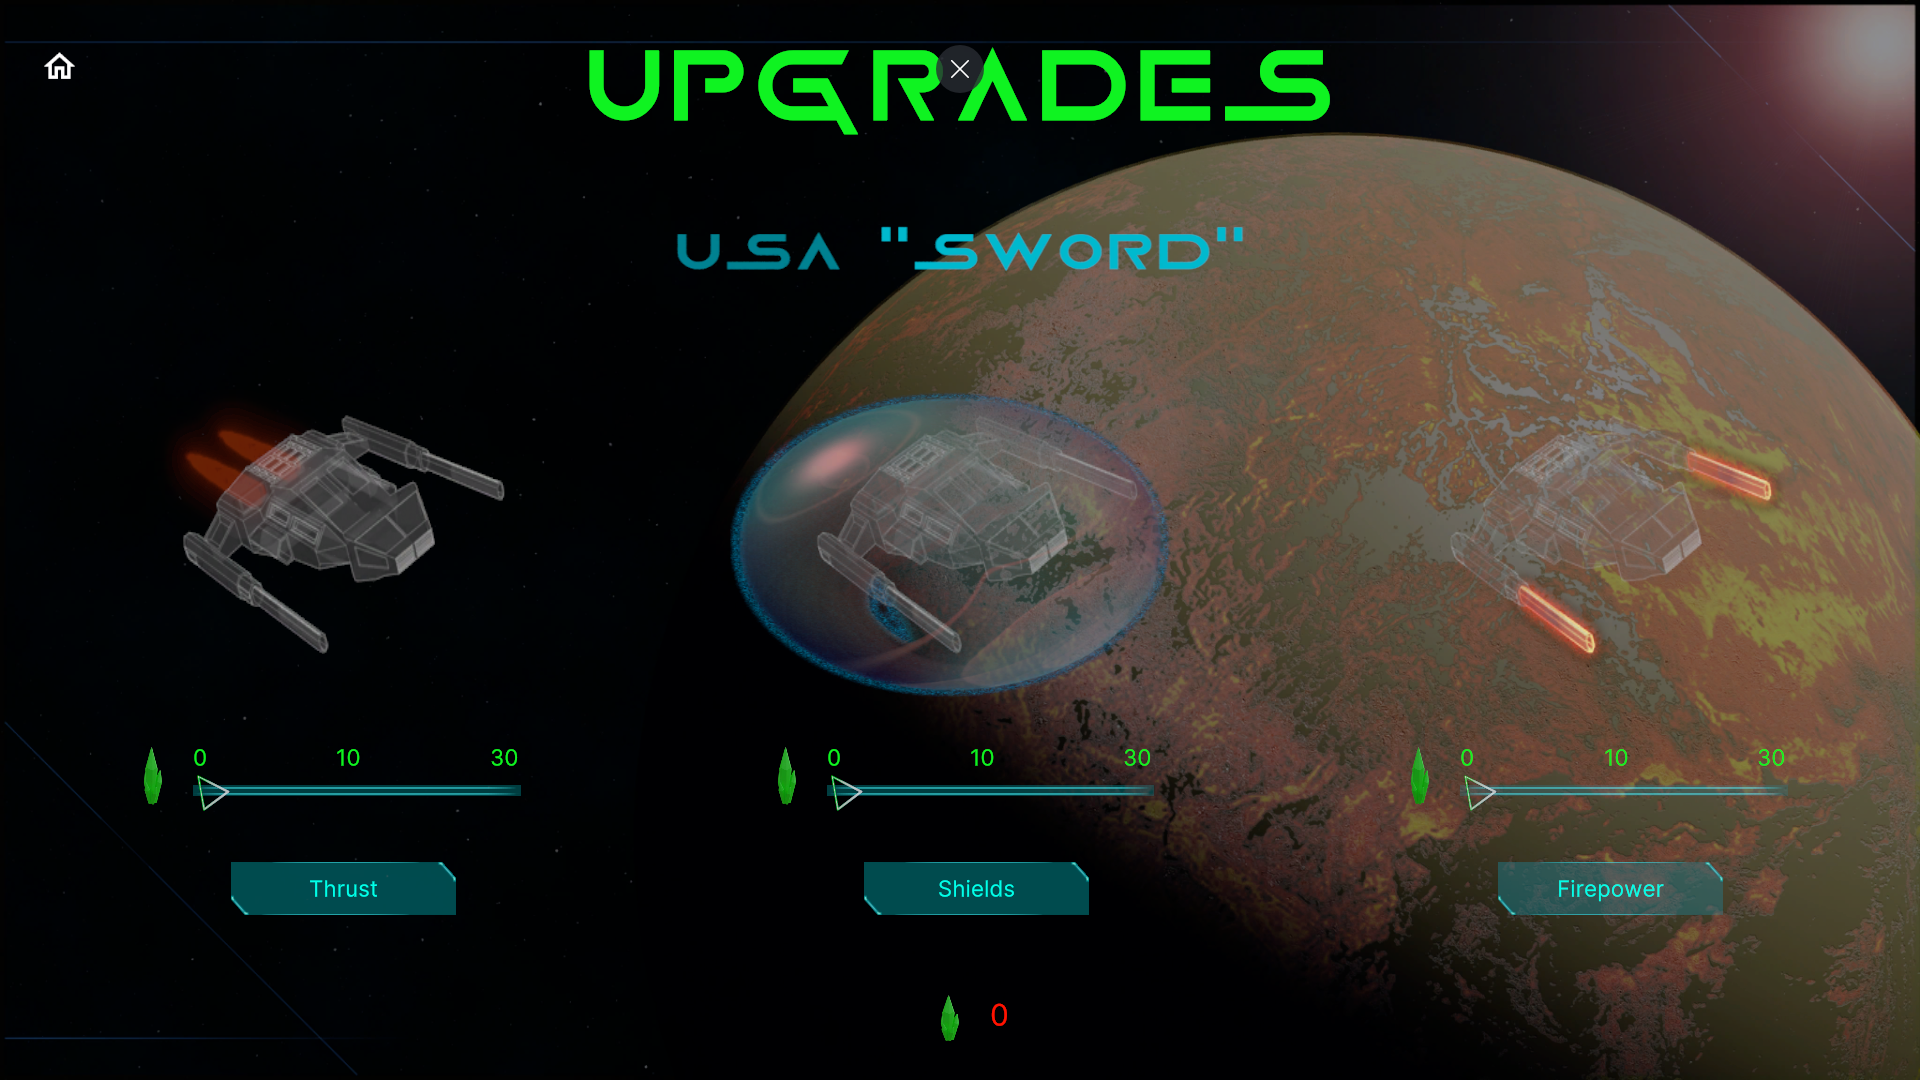 UPGRADES
USA "SWORD"
0 10 30
0 10 30
0 10 30
Thrust
Shields
Firepower
0